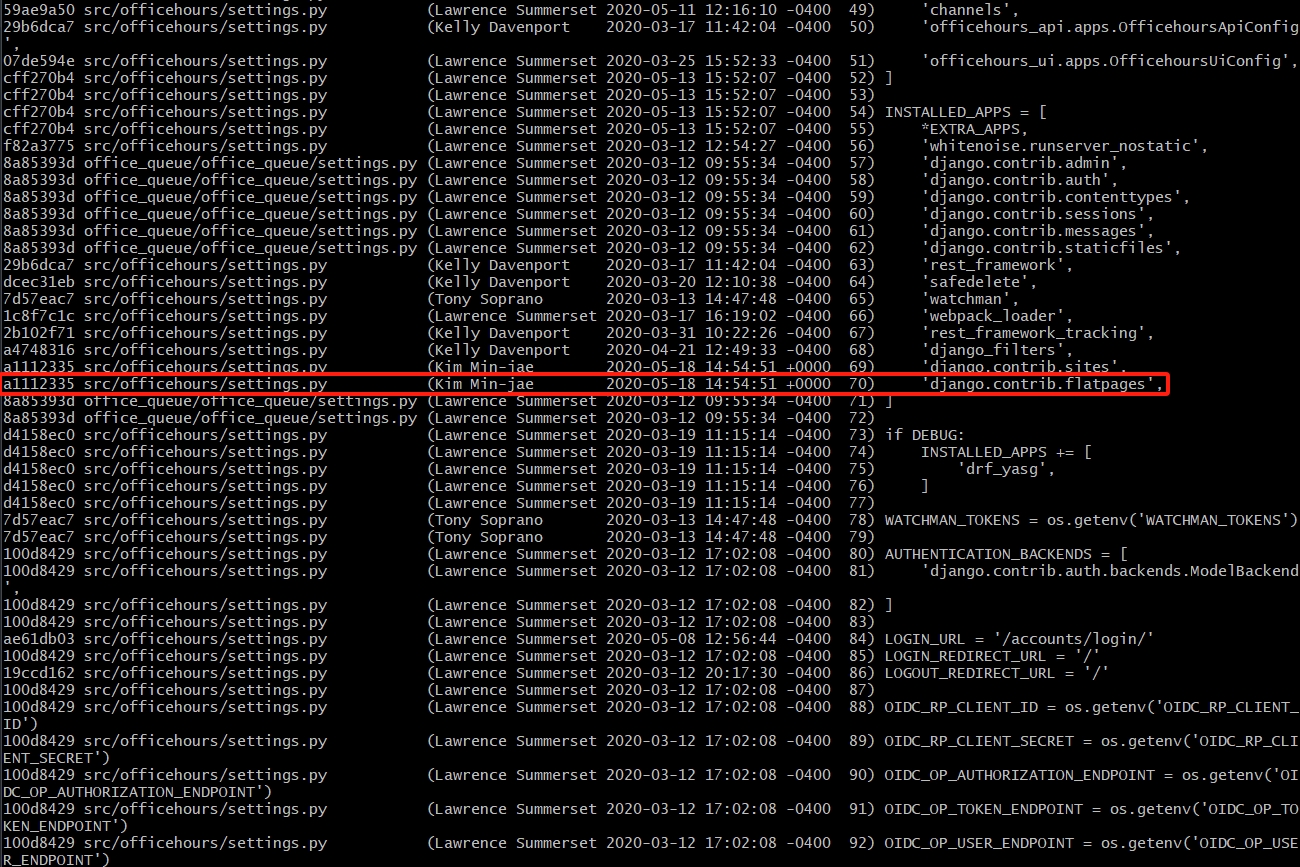 59ae9a50 src/officehours/settings.py           (Lawrence Summerset 2020-05-11 12:16:10 -0400  49)     'channels',
29b6dca7 src/officehours/settings.py           (Kelly Davenport    2020-03-17 11:42:04 -0400  50)     'officehours_api.apps.OfficehoursApiConfig
',
07de594e src/officehours/settings.py           (Lawrence Summerset 2020-03-25 15:52:33 -0400  51)     'officehours_ui.apps.OfficehoursUiConfig',
cff270b4 src/officehours/settings.py           (Lawrence Summerset 2020-05-13 15:52:07 -0400  52) ]
cff270b4 src/officehours/settings.py           (Lawrence Summerset 2020-05-13 15:52:07 -0400  53)
cff270b4 src/officehours/settings.py           (Lawrence Summerset 2020-05-13 15:52:07 -0400  54) INSTALLED_APPS = [
cff270b4 src/officehours/settings.py           (Lawrence Summerset 2020-05-13 15:52:07 -0400  55)     *EXTRA_APPS,
f82a3775 src/officehours/settings.py           (Lawrence Summerset 2020-03-12 12:54:27 -0400  56)     'whitenoise.runserver_nostatic',
8a85393d office_queue/office_queue/settings.py (Lawrence Summerset 2020-03-12 09:55:34 -0400  57)     'django.contrib.admin',
8a85393d office_queue/office_queue/settings.py (Lawrence Summerset 2020-03-12 09:55:34 -0400  58)     'django.contrib.auth',
8a85393d office_queue/office_queue/settings.py (Lawrence Summerset 2020-03-12 09:55:34 -0400  59)     'django.contrib.contenttypes',
8a85393d office_queue/office_queue/settings.py (Lawrence Summerset 2020-03-12 09:55:34 -0400  60)     'django.contrib.sessions',
8a85393d office_queue/office_queue/settings.py (Lawrence Summerset 2020-03-12 09:55:34 -0400  61)     'django.contrib.messages',
8a85393d office_queue/office_queue/settings.py (Lawrence Summerset 2020-03-12 09:55:34 -0400  62)     'django.contrib.staticfiles',
29b6dca7 src/officehours/settings.py           (Kelly Davenport    2020-03-17 11:42:04 -0400  63)     'rest_framework',
dcec31eb src/officehours/settings.py           (Kelly Davenport    2020-03-20 12:10:38 -0400  64)     'safedelete',
7d57eac7 src/officehours/settings.py           (Tony Soprano       2020-03-13 14:47:48 -0400  65)     'watchman',
1c8f7c1c src/officehours/settings.py           (Lawrence Summerset 2020-03-17 16:19:02 -0400  66)     'webpack_loader',
2b102f71 src/officehours/settings.py           (Kelly Davenport    2020-03-31 10:22:26 -0400  67)     'rest_framework_tracking',
a4748316 src/officehours/settings.py           (Kelly Davenport    2020-04-21 12:49:33 -0400  68)     'django_filters',
a1112335 src/officehours/settings.py           (Kim Min-jae        2020-05-18 14:54:51 +0000  69)     'django.contrib.sites',
a1112335 src/officehours/settings.py           (Kim Min-jae        2020-05-18 14:54:51 +0000  70)     'django.contrib.flatpages',
8a85393d office_queue/office_queue/settings.py (Lawrence Summerset 2020-03-12 09:55:34 -0400  71) ]
8a85393d office_queue/office_queue/settings.py (Lawrence Summerset 2020-03-12 09:55:34 -0400  72)
d4158ec0 src/officehours/settings.py           (Lawrence Summerset 2020-03-19 11:15:14 -0400  73) if DEBUG:
d4158ec0 src/officehours/settings.py           (Lawrence Summerset 2020-03-19 11:15:14 -0400  74)     INSTALLED_APPS += [
d4158ec0 src/officehours/settings.py           (Lawrence Summerset 2020-03-19 11:15:14 -0400  75)         'drf_yasg',
d4158ec0 src/officehours/settings.py           (Lawrence Summerset 2020-03-19 11:15:14 -0400  76)     ]
d4158ec0 src/officehours/settings.py           (Lawrence Summerset 2020-03-19 11:15:14 -0400  77)
7d57eac7 src/officehours/settings.py           (Tony Soprano       2020-03-13 14:47:48 -0400  78) WATCHMAN_TOKENS = os.getenv('WATCHMAN_TOKENS')
7d57eac7 src/officehours/settings.py           (Tony Soprano       2020-03-13 14:47:48 -0400  79)
100d8429 src/officehours/settings.py           (Lawrence Summerset 2020-03-12 17:02:08 -0400  80) AUTHENTICATION_BACKENDS = [
100d8429 src/officehours/settings.py           (Lawrence Summerset 2020-03-12 17:02:08 -0400  81)     'django.contrib.auth.backends.ModelBackend
',
100d8429 src/officehours/settings.py           (Lawrence Summerset 2020-03-12 17:02:08 -0400  82) ]
100d8429 src/officehours/settings.py           (Lawrence Summerset 2020-03-12 17:02:08 -0400  83)
ae61db03 src/officehours/settings.py           (Lawrence Summerset 2020-05-08 12:56:44 -0400  84) LOGIN_URL = '/accounts/login/'
100d8429 src/officehours/settings.py           (Lawrence Summerset 2020-03-12 17:02:08 -0400  85) LOGIN_REDIRECT_URL = '/'
19ccd162 src/officehours/settings.py           (Lawrence Summerset 2020-03-12 20:17:30 -0400  86) LOGOUT_REDIRECT_URL = '/'
100d8429 src/officehours/settings.py           (Lawrence Summerset 2020-03-12 17:02:08 -0400  87)
100d8429 src/officehours/settings.py           (Lawrence Summerset 2020-03-12 17:02:08 -0400  88) OIDC_RP_CLIENT_ID = os.getenv('OIDC_RP_CLIENT_
ID')
100d8429 src/officehours/settings.py           (Lawrence Summerset 2020-03-12 17:02:08 -0400  89) OIDC_RP_CLIENT_SECRET = os.getenv('OIDC_RP_CLI
ENT_SECRET')
100d8429 src/officehours/settings.py           (Lawrence Summerset 2020-03-12 17:02:08 -0400  90) OIDC_OP_AUTHORIZATION_ENDPOINT = os.getenv('OI
DC_OP_AUTHORIZATION_ENDPOINT')
100d8429 src/officehours/settings.py           (Lawrence Summerset 2020-03-12 17:02:08 -0400  91) OIDC_OP_TOKEN_ENDPOINT = os.getenv('OIDC_OP_TO
KEN_ENDPOINT')
100d8429 src/officehours/settings.py           (Lawrence Summerset 2020-03-12 17:02:08 -0400  92) OIDC_OP_USER_ENDPOINT = os.getenv('OIDC_OP_USE
R_ENDPOINT')